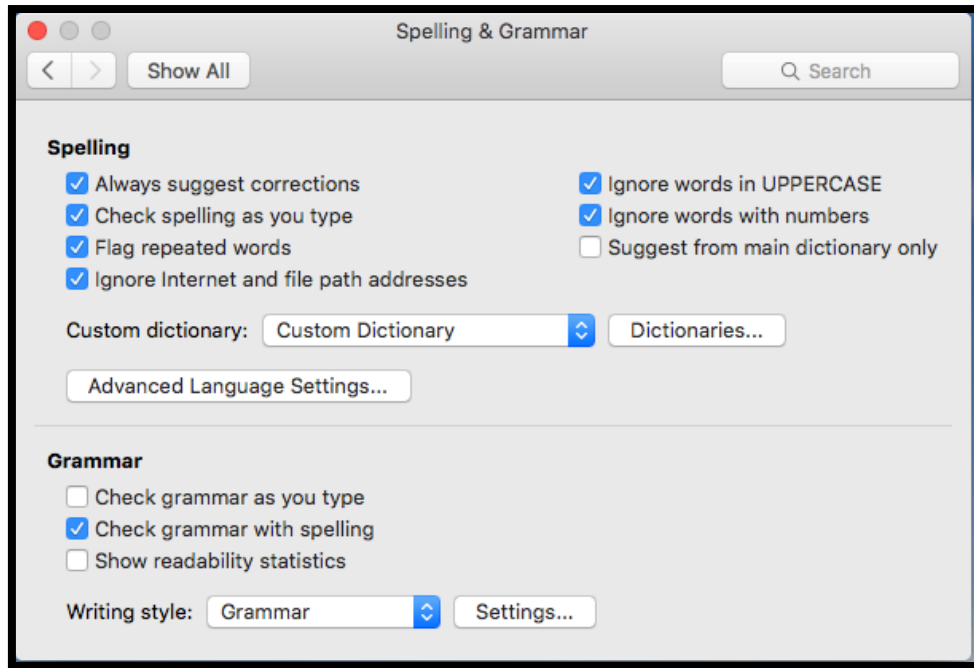 Spelling & Grammar
Show All
Search
Spelling
Always suggest corrections
Check spelling as you type
Flag repeated words
Ignore Internet and file path addresses
Ignore words in UPPERCASE
Ignore words with numbers
Suggest from main dictionary only
Custom dictionary: Custom Dictionary Dictionaries...
Advanced Language Settings...
Grammar
Check grammar as you type
Check grammar with spelling
Show readability statistics
Writing style: Grammar Settings...